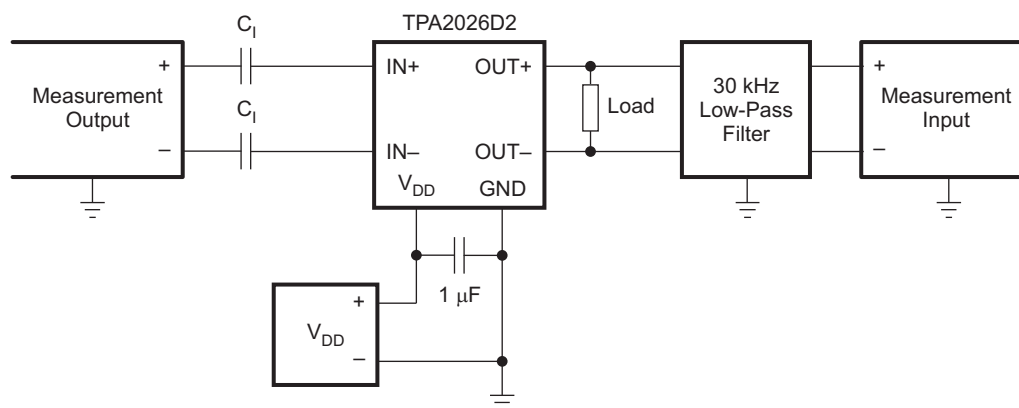 TPA2026D2
C_I
+
Measurement
Output
–
C_I
IN+
IN–
OUT+
OUT–
V_DD
GND
Load
30 kHz
Low-Pass
Filter
+
Measurement
Input
–
1 μF
+
V_DD
–